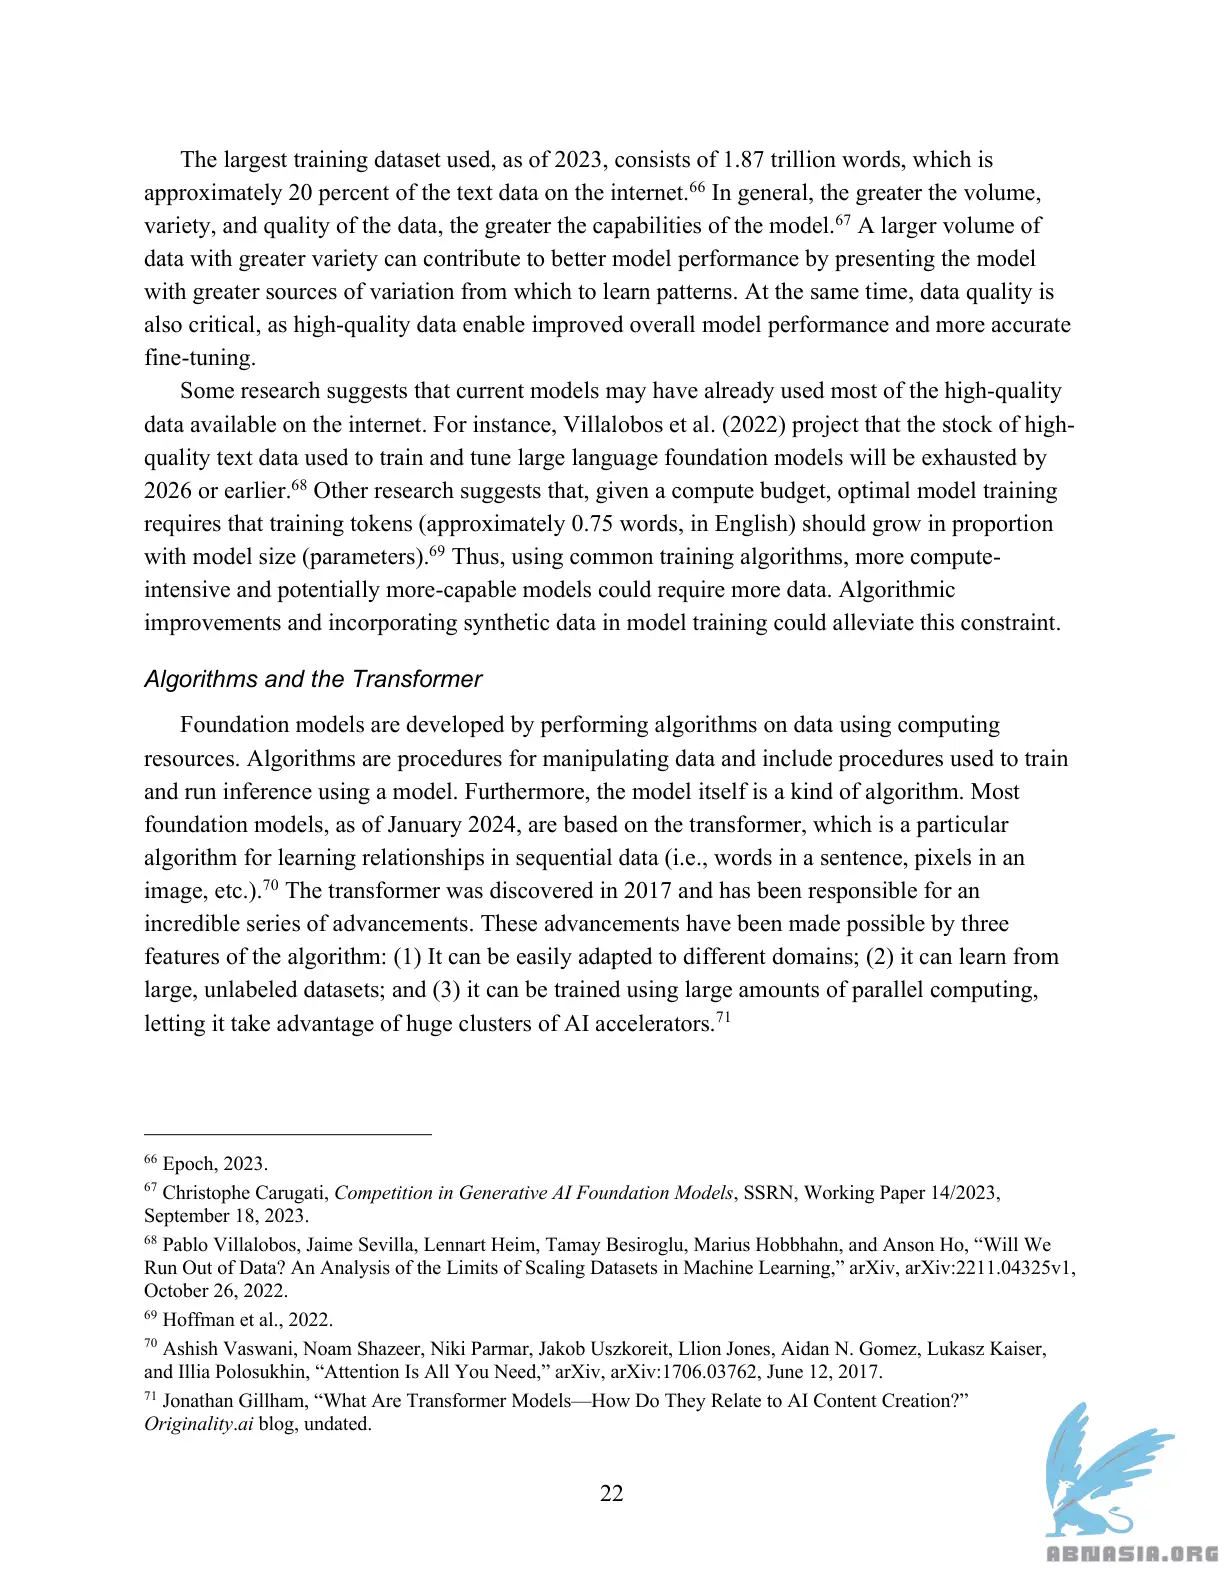 The largest training dataset used, as of 2023, consists of 1.87 trillion words, which is
approximately 20 percent of the text data on the internet.66 In general, the greater the volume,
variety, and quality of the data, the greater the capabilities of the model.67 A larger volume of
data with greater variety can contribute to better model performance by presenting the model
with greater sources of variation from which to learn patterns. At the same time, data quality is
also critical, as high-quality data enable improved overall model performance and more accurate
fine-tuning.
Some research suggests that current models may have already used most of the high-quality
data available on the internet. For instance, Villalobos et al. (2022) project that the stock of high-
quality text data used to train and tune large language foundation models will be exhausted by
2026 or earlier.68 Other research suggests that, given a compute budget, optimal model training
requires that training tokens (approximately 0.75 words, in English) should grow in proportion
with model size (parameters).69 Thus, using common training algorithms, more compute-
intensive and potentially more-capable models could require more data. Algorithmic
improvements and incorporating synthetic data in model training could alleviate this constraint.
Algorithms and the Transformer
Foundation models are developed by performing algorithms on data using computing
resources. Algorithms are procedures for manipulating data and include procedures used to train
and run inference using a model. Furthermore, the model itself is a kind of algorithm. Most
foundation models, as of January 2024, are based on the transformer, which is a particular
algorithm for learning relationships in sequential data (i.e., words in a sentence, pixels in an
image, etc.).70 The transformer was discovered in 2017 and has been responsible for an
incredible series of advancements. These advancements have been made possible by three
features of the algorithm: (1) It can be easily adapted to different domains; (2) it can learn from
large, unlabeled datasets; and (3) it can be trained using large amounts of parallel computing,
letting it take advantage of huge clusters of AI accelerators.71
66 Epoch, 2023.
67 Christophe Carugati, Competition in Generative AI Foundation Models, SSRN, Working Paper 14/2023,
September 18, 2023.
68 Pablo Villalobos, Jaime Sevilla, Lennart Heim, Tamay Besiroglu, Marius Hobbhahn, and Anson Ho, “Will We
Run Out of Data? An Analysis of the Limits of Scaling Datasets in Machine Learning,” arXiv, arXiv:2211.04325v1,
October 26, 2022.
69 Hoffman et al., 2022.
70 Ashish Vaswani, Noam Shazeer, Niki Parmar, Jakob Uszkoreit, Llion Jones, Aidan N. Gomez, Lukasz Kaiser,
and Illia Polosukhin, “Attention Is All You Need,” arXiv, arXiv:1706.03762, June 12, 2017.
71 Jonathan Gillham, “What Are Transformer Models—How Do They Relate to AI Content Creation?”
Originality.ai blog, undated.
22
ABNASIA.ORG